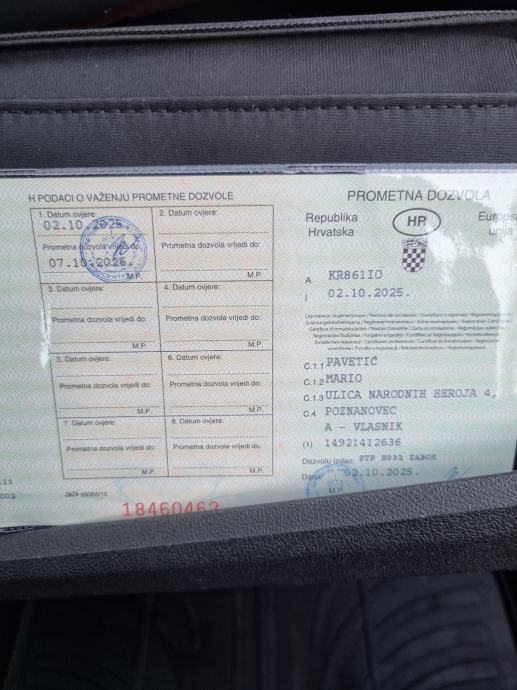 H PODACI O VAŽENJU PROMETNE DOZVOLE
1. Datum ovjere:
02.10.2025.
Prometna dozvola vrijedi do:
07.10.2026.
M.P.
2. Datum ovjere:
Prometna dozvola vrijedi do:
M.P.
3. Datum ovjere:
Prometna dozvola vrijedi do:
M.P.
4. Datum ovjere:
Prometna dozvola vrijedi do:
M.P.
5. Datum ovjere:
Prometna dozvola vrijedi do:
M.P.
6. Datum ovjere:
Prometna dozvola vrijedi do:
M.P.
7. Datum ovjere:
Prometna dozvola vrijedi do:
M.P.
8. Datum ovjere:
Prometna dozvola vrijedi do:
M.P.
18460462
PROMETNA DOZVOLA
Republika
Hrvatska
HR
Europs
unija
A KR861IO
I 02.10.2025.
C.1.1 PAVETIĆ
C.1.2 MARIO
C.1.3 ULICA NARODNIH HEROJA 4,
C.4 POZNANOVEC
A - VLASNIK
(1) 14921412636
Dozvolu izdao: STP H092 ZABOK
Dana: 02.10.2025.
M.P.